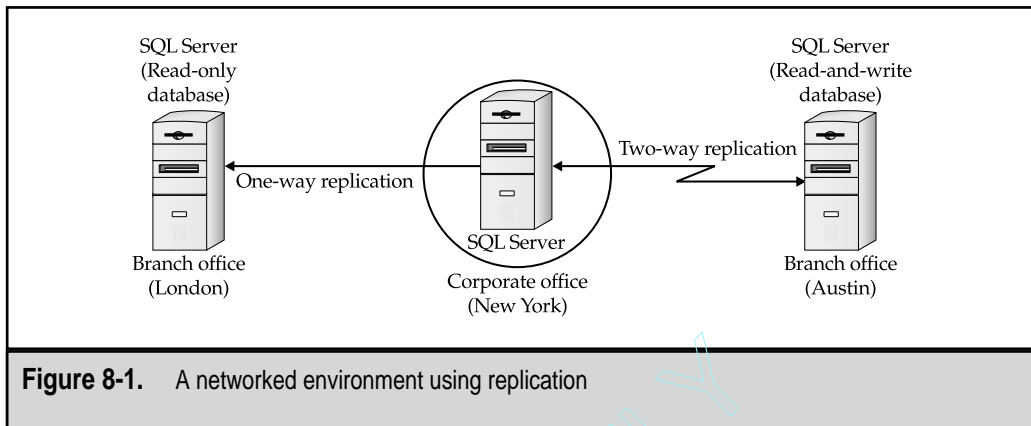 SQL Server
(Read-only
database)
SQL Server
(Read-and-write
database)
One-way replication
Two-way replication
SQL Server
Branch office
(London)
Corporate office
(New York)
Branch office
(Austin)
Figure 8-1. A networked environment using replication